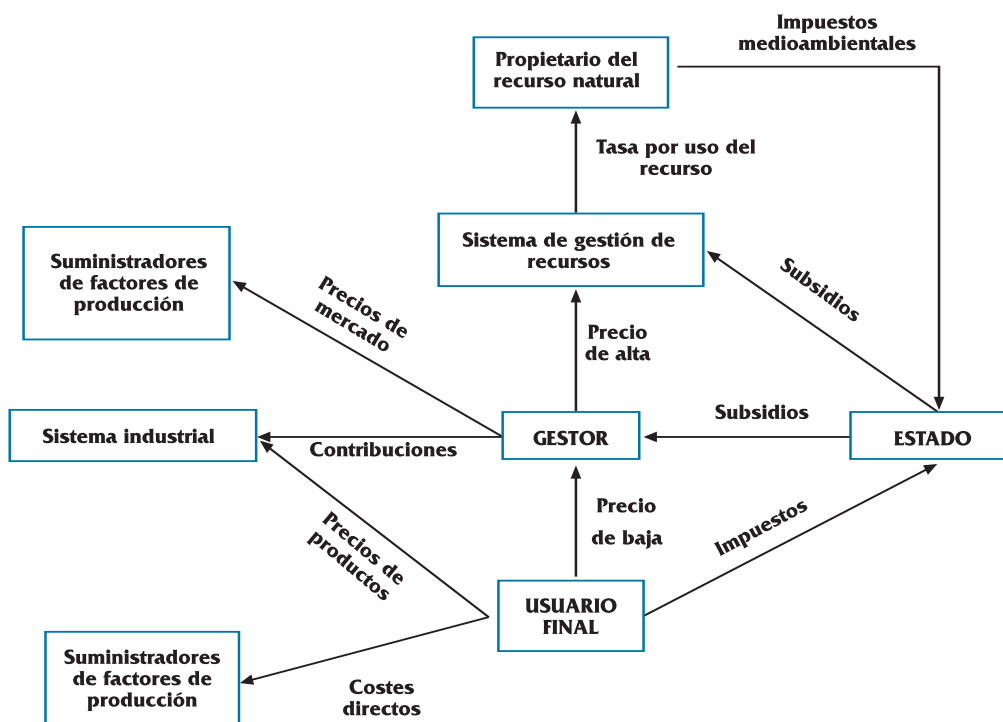 Impuestos
medioambientales
Propietario del
recurso natural
Tasa por uso del
recurso
Suministradores
de factores de
producción
Sistema de gestión de
recursos
Precios de
mercado
Subsidios
Precio
de alta
Sistema industrial
Contribuciones
GESTOR
Subsidios
ESTADO
Precios de
productos
Precio
de baja
Impuestos
USUARIO
FINAL
Suministradores
de factores de
producción
Costes
directos